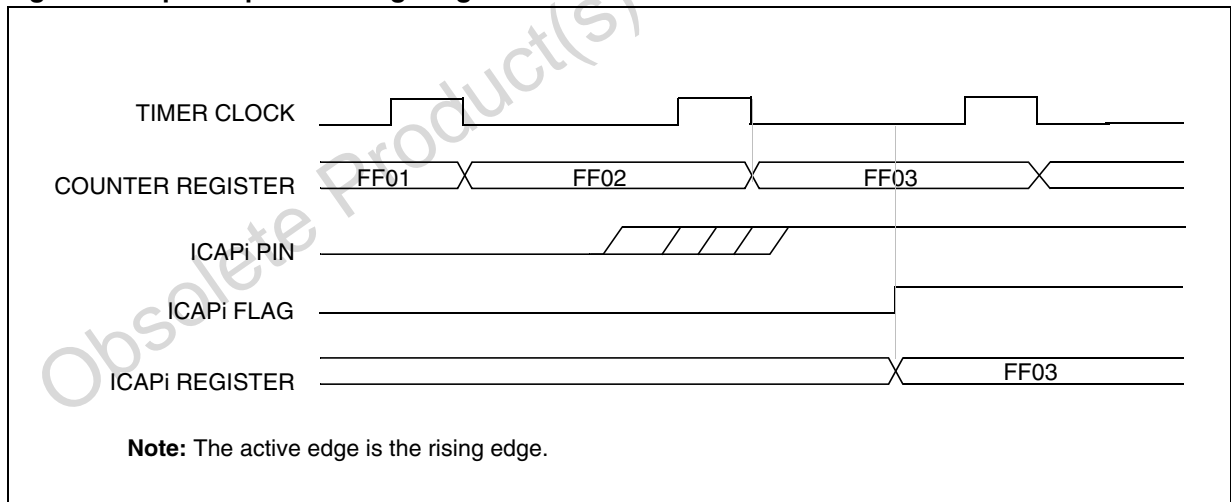 Obsolete Product(s)
TIMER CLOCK
COUNTER REGISTER
FF01
FF02
FF03
ICAPi PIN
ICAPi FLAG
ICAPi REGISTER
FF03
Note: The active edge is the rising edge.